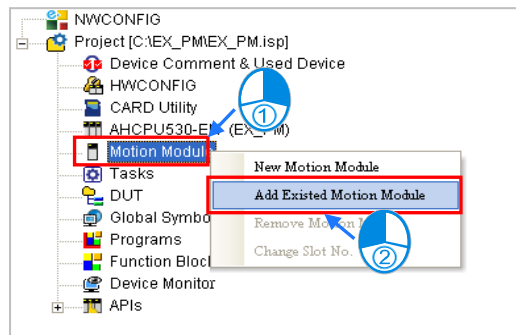 NWCONFIG
Project [C:\EX_PM\EX_PM.isp]
Device Comment & Used Device
HWCONFIG
CARD Utility
①
AHCPU530-E (EX_PM)
Motion Modul
New Motion Module
Tasks
Add Existed Motion Module
DUT
Global Symbo
Remove Motion
Programs
Change Slot No.
②
Function Bloc
Device Monitor
APIs